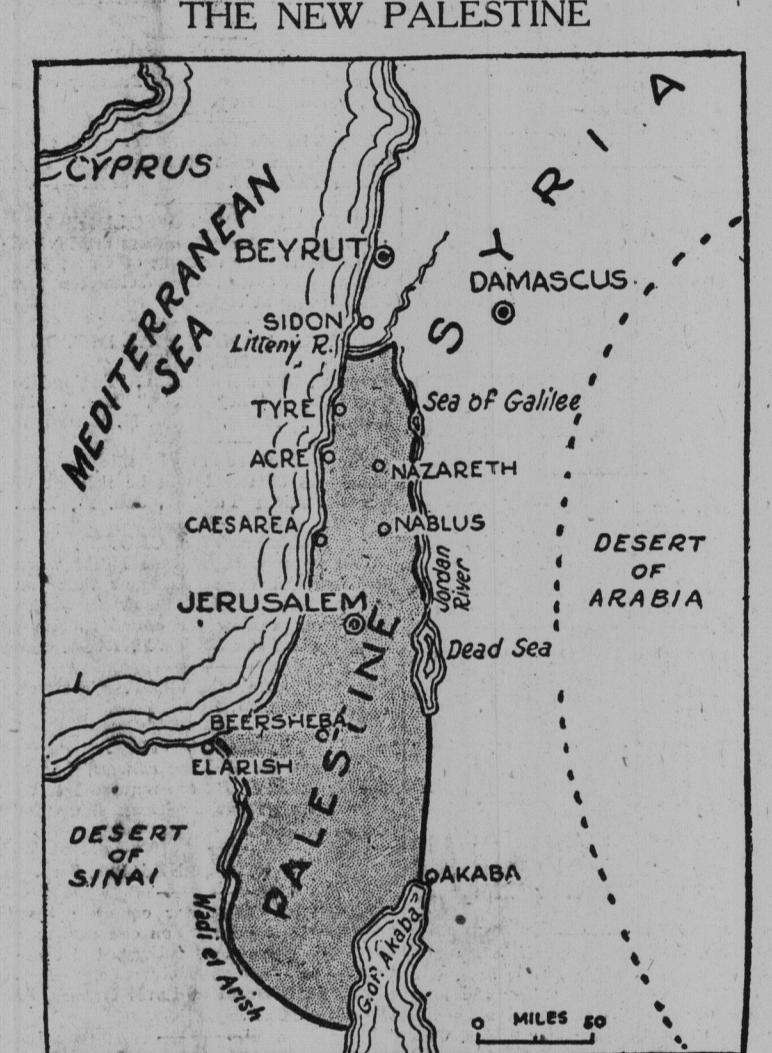 THE NEW PALESTINE
CYPRUS
MEDITERRANEAN
SEA
SYRIA
BEYRUT
DAMASCUS
SIDON
Litteny R.
TYRE
Sea of Galilee
ACRE
NAZARETH
CAESAREA
NABLUS
DESERT
OF
ARABIA
Jordan
River
JERUSALEM
Dead Sea
PALESTINE
BEERSHEBA
EL ARISH
DESERT
OF
SINAI
AKABA
Wadi el Arish
G. of Akaba
0 MILES 50